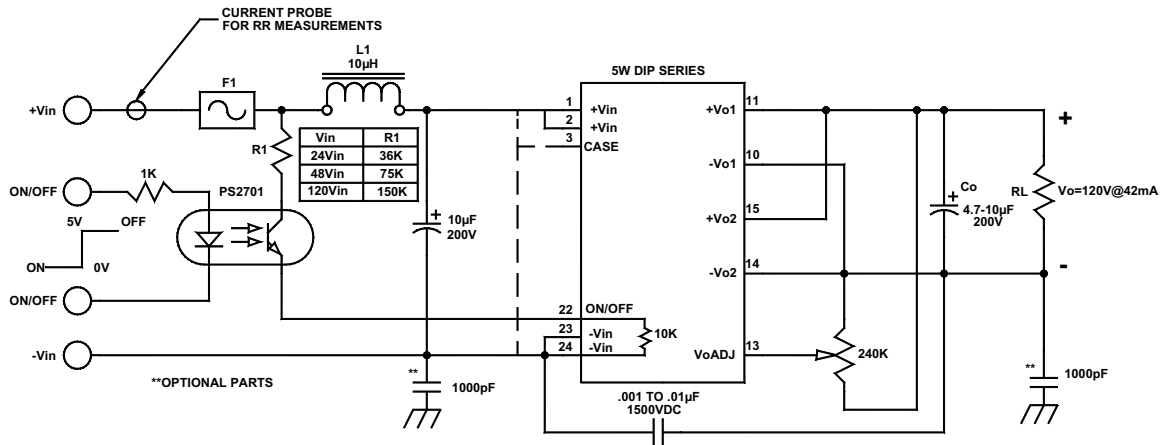 CURRENT PROBE
FOR RR MEASUREMENTS
L1
10µH
5W DIP SERIES
F1
+Vin
1
+Vin
2
+Vin
3
CASE
+Vo1
11
-Vo1
10
+Vo2
15
-Vo2
14
VoADJ
13
R1
Vin R1
24Vin 36K
48Vin 75K
120Vin 150K
ON/OFF
1K
PS2701
5V
OFF
ON
0V
ON/OFF
+
10µF
200V
+
Co
4.7-10µF
200V
+
RL
Vo=120V@42mA
-
22
ON/OFF
23
-Vin
24
-Vin
10K
240K
-Vin
**OPTIONAL PARTS
**
1000pF
.001 TO .01µF
1500VDC
**
1000pF